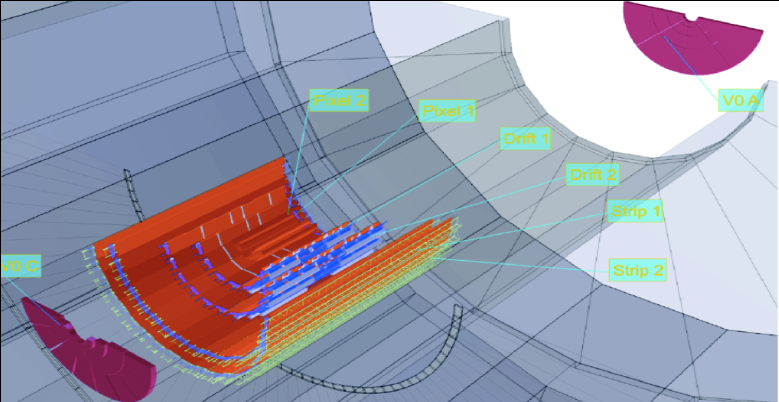 V0 A
Pixel 2
Pixel 1
Drift 1
Drift 2
Strip 1
V0 C
Strip 2